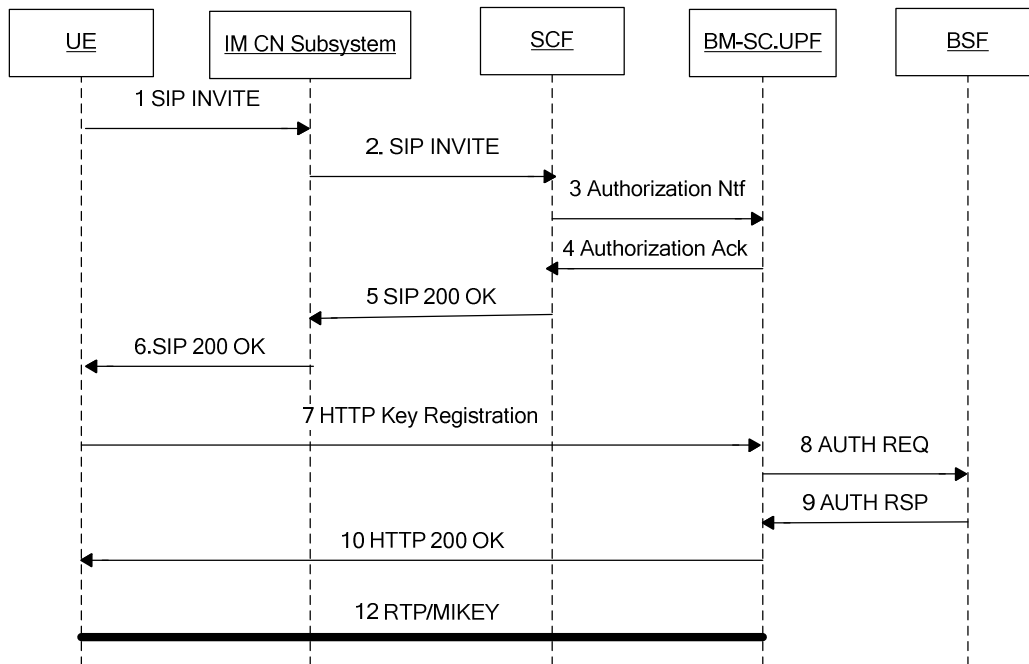 UE
IM CN Subsystem
SCF
BM-SC.UPF
BSF
1 SIP INVITE
2. SIP INVITE
3 Authorization Ntf
4 Authorization Ack
5 SIP 200 OK
6.SIP 200 OK
7 HTTP Key Registration
8 AUTH REQ
9 AUTH RSP
10 HTTP 200 OK
12 RTP/MIKEY